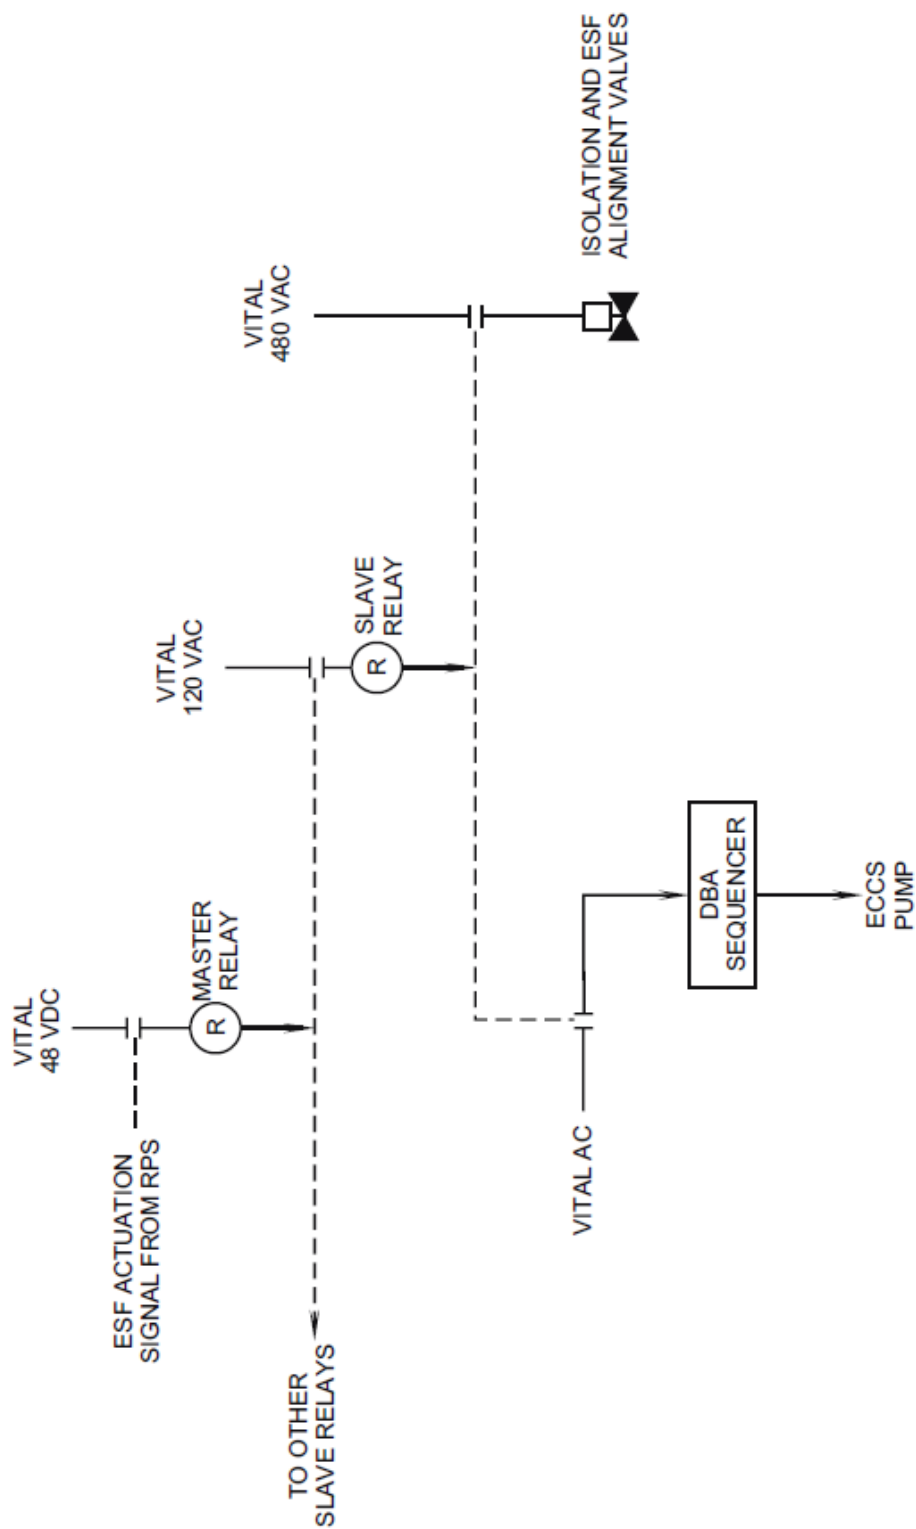 VITAL
48 VDC
ESF ACTUATION
SIGNAL FROM RPS
R
MASTER
RELAY
TO OTHER
SLAVE RELAYS
VITAL
120 VAC
R
SLAVE
RELAY
VITAL
480 VAC
ISOLATION AND ESF
ALIGNMENT VALVES
VITAL AC
DBA
SEQUENCER
ECCS
PUMP